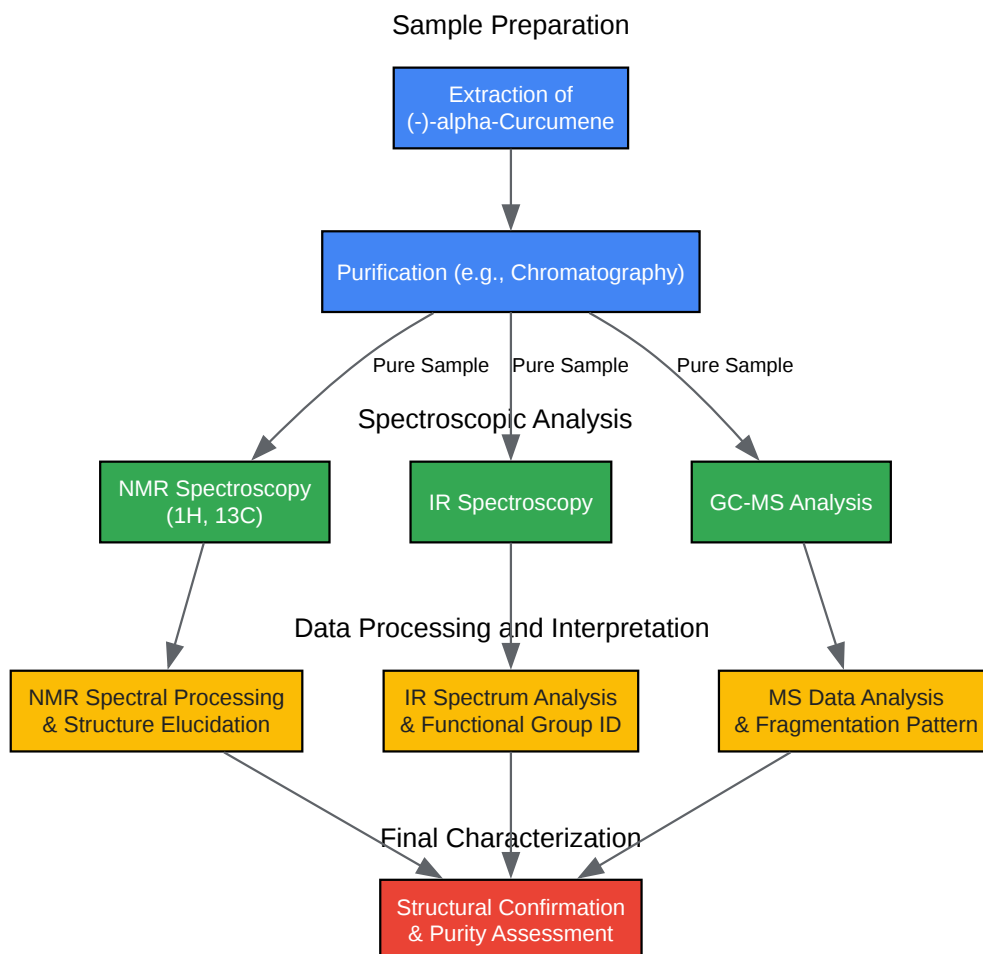 Sample Preparation
Extraction of
(-)-alpha-Curcumene
Purification (e.g., Chromatography)
Pure Sample
Pure Sample
Pure Sample
Spectroscopic Analysis
NMR Spectroscopy
(1H, 13C)
IR Spectroscopy
GC-MS Analysis
Data Processing and Interpretation
NMR Spectral Processing
& Structure Elucidation
IR Spectrum Analysis
& Functional Group ID
MS Data Analysis
& Fragmentation Pattern
Final Characterization
Structural Confirmation
& Purity Assessment